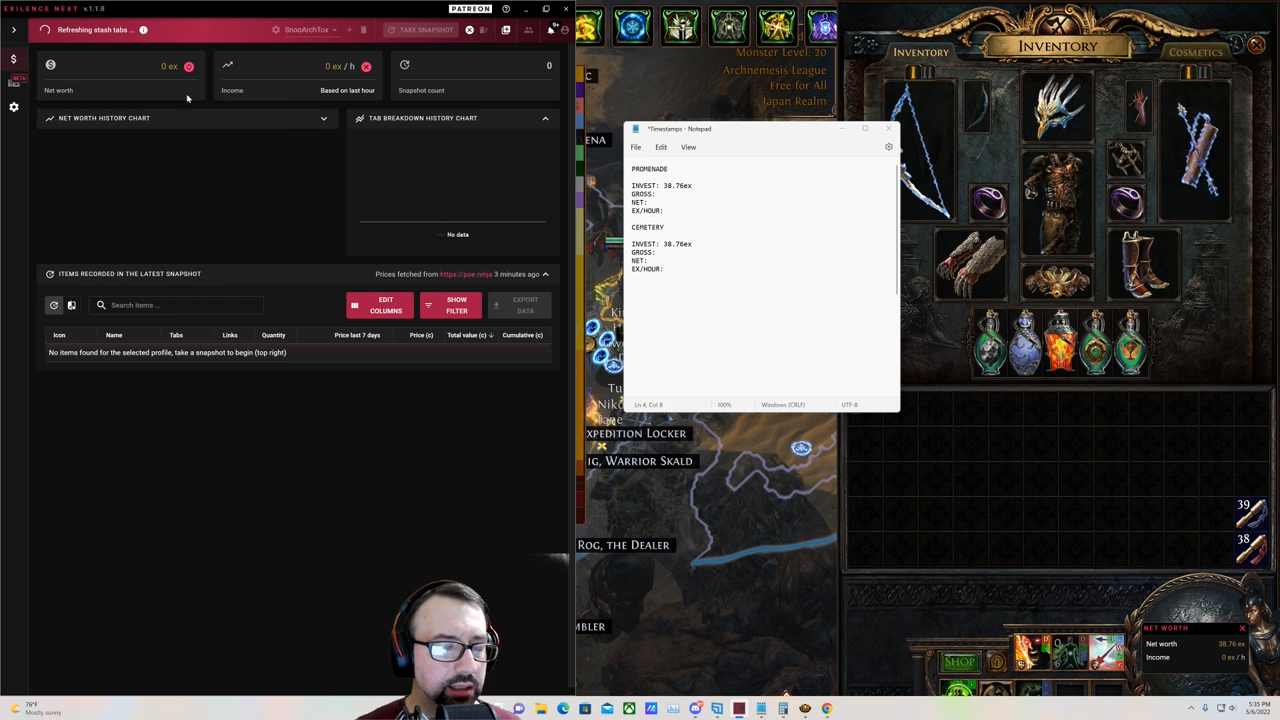 EXILENCE NEXT v.1.1.8
PATREON
Refreshing stash tabs ...
SnooArchTox
TAKE SNAPSHOT
9+
0 ex
Net worth
0 ex / h
Income
Based on last hour
0
Snapshot count
NET WORTH HISTORY CHART
TAB BREAKDOWN HISTORY CHART
No data
ITEMS RECORDED IN THE LATEST SNAPSHOT
Prices fetched from https://poe.ninja 3 minutes ago
Search items ...
EDIT COLUMNS
SHOW FILTER
EXPORT DATA
Icon Name Tabs Links Quantity Price last 7 days Price (c) Total value (c) Cumulative (c)
No items found for the selected profile, take a snapshot to begin (top right)
BETA
Monster Level: 20
Archnemesis League
Free for All
Japan Realm
ENA
*Timestamps - Notepad
File Edit View
PROMENADE
INVEST: 38.76ex
GROSS:
NET:
EX/HOUR:
CEMETERY
INVEST: 38.76ex
GROSS:
NET:
EX/HOUR:
Ln 4, Col 8
100%
Windows (CRLF)
UTF-8
XPEDITION LOCKER
IG, WARRIOR SKALD
ROG, THE DEALER
MBLER
INVENTORY
INVENTORY
COSMETICS
I II
I II
39
38
SHOP
NET WORTH
Net worth 38.76 ex
Income 0 ex / h
76°F
Mostly sunny
5:35 PM
5/6/2022